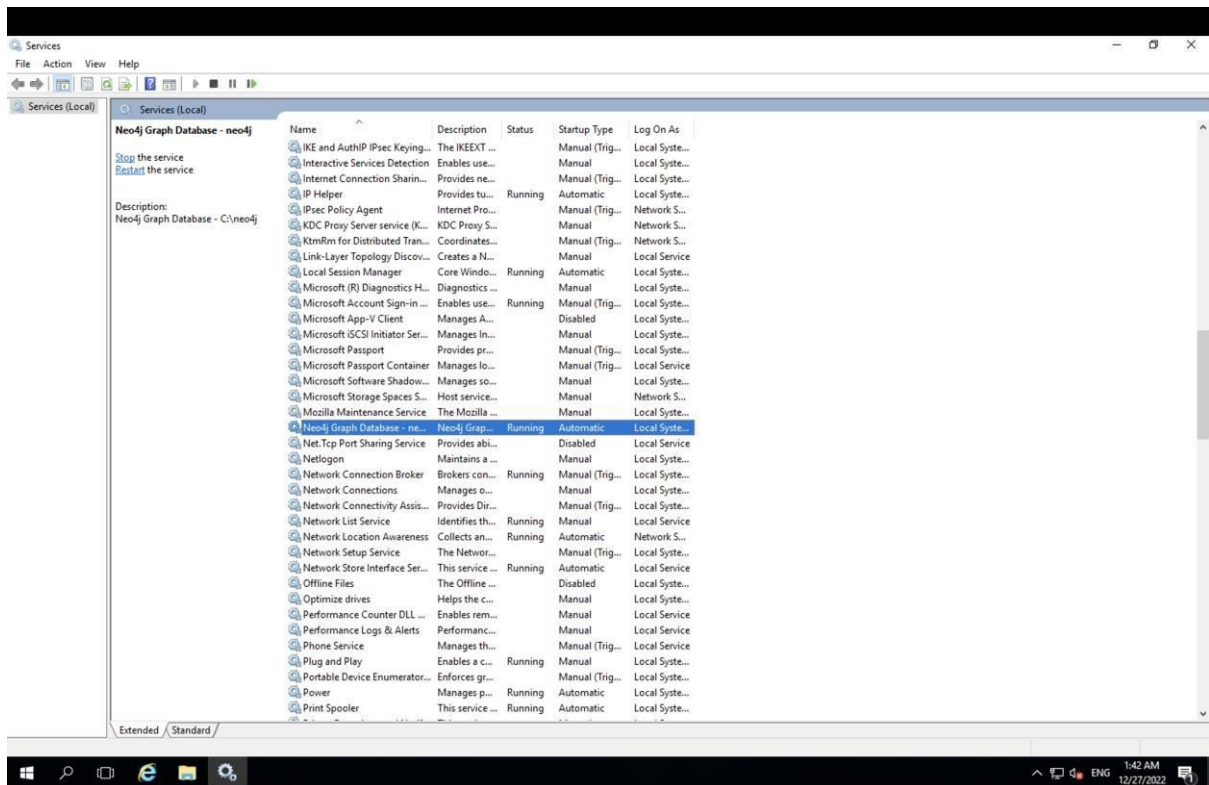 Services
File Action View Help
Services (Local)
Services (Local)
Neo4j Graph Database - neo4j
Stop the service
Restart the service
Description:
Neo4j Graph Database - C:\neo4j
Name Description Status Startup Type Log On As
IKE and AuthIP IPsec Keying... The IKEEXT ... Manual (Trig... Local Syste...
Interactive Services Detection Enables use... Manual Local Syste...
Internet Connection Sharin... Provides ne... Manual (Trig... Local Syste...
IP Helper Provides tu... Running Automatic Local Syste...
IPsec Policy Agent Internet Pro... Manual (Trig... Network S...
KDC Proxy Server service (K... KDC Proxy S... Manual Network S...
KtmRm for Distributed Tran... Coordinates... Manual (Trig... Network S...
Link-Layer Topology Discov... Creates a N... Manual Local Service
Local Session Manager Core Windo... Running Automatic Local Syste...
Microsoft (R) Diagnostics H... Diagnostics ... Manual Local Syste...
Microsoft Account Sign-in ... Enables use... Running Manual (Trig... Local Syste...
Microsoft App-V Client Manages A... Disabled Local Syste...
Microsoft iSCSI Initiator Ser... Manages In... Manual Local Syste...
Microsoft Passport Provides pr... Manual (Trig... Local Syste...
Microsoft Passport Container Manages lo... Manual (Trig... Local Service
Microsoft Software Shadow... Manages so... Manual Local Syste...
Microsoft Storage Spaces S... Host service... Manual Network S...
Mozilla Maintenance Service The Mozilla ... Manual Local Syste...
Neo4j Graph Database - ne... Neo4j Grap... Running Automatic Local Syste...
Net.Tcp Port Sharing Service Provides abi... Disabled Local Service
Netlogon Maintains a ... Manual Local Syste...
Network Connection Broker Brokers con... Running Manual (Trig... Local Syste...
Network Connections Manages o... Manual Local Syste...
Network Connectivity Assis... Provides Dir... Manual (Trig... Local Syste...
Network List Service Identifies th... Running Manual Local Service
Network Location Awareness Collects an... Running Automatic Network S...
Network Setup Service The Networ... Manual (Trig... Local Syste...
Network Store Interface Ser... This service ... Running Automatic Local Service
Offline Files The Offline ... Disabled Local Syste...
Optimize drives Helps the c... Manual Local Syste...
Performance Counter DLL ... Enables rem... Manual Local Service
Performance Logs & Alerts Performanc... Manual Local Service
Phone Service Manages th... Manual (Trig... Local Service
Plug and Play Enables a c... Running Manual Local Syste...
Portable Device Enumerator... Enforces gr... Manual (Trig... Local Syste...
Power Manages p... Running Automatic Local Syste...
Print Spooler This service ... Running Automatic Local Syste...
Extended Standard
ENG 1:42 AM
12/27/2022